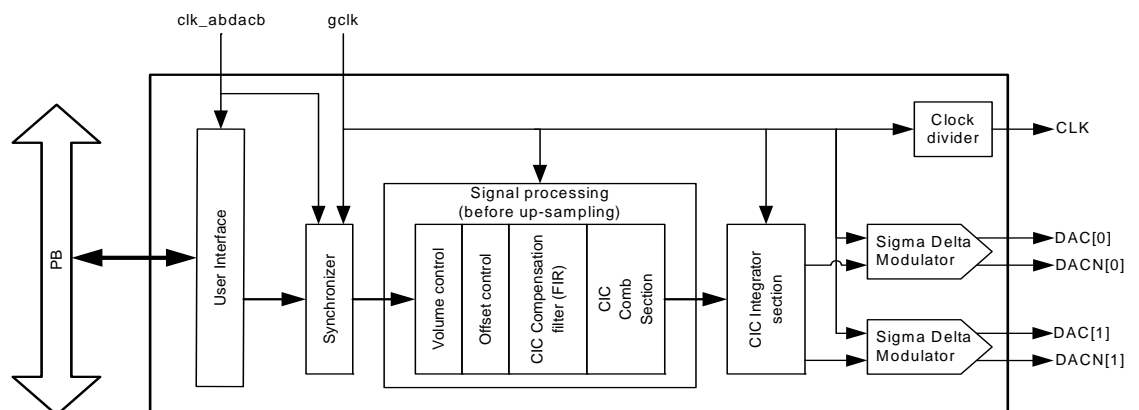 clk_abdacb
gclk
Clock
divider
CLK
PB
User Interface
Synchronizer
Signal processing
(before up-sampling)
Volume control
Offset control
CIC Compensation
filter (FIR)
CIC
Comb
Section
CIC Integrator
section
Sigma Delta
Modulator
DAC[0]
DACN[0]
Sigma Delta
Modulator
DAC[1]
DACN[1]